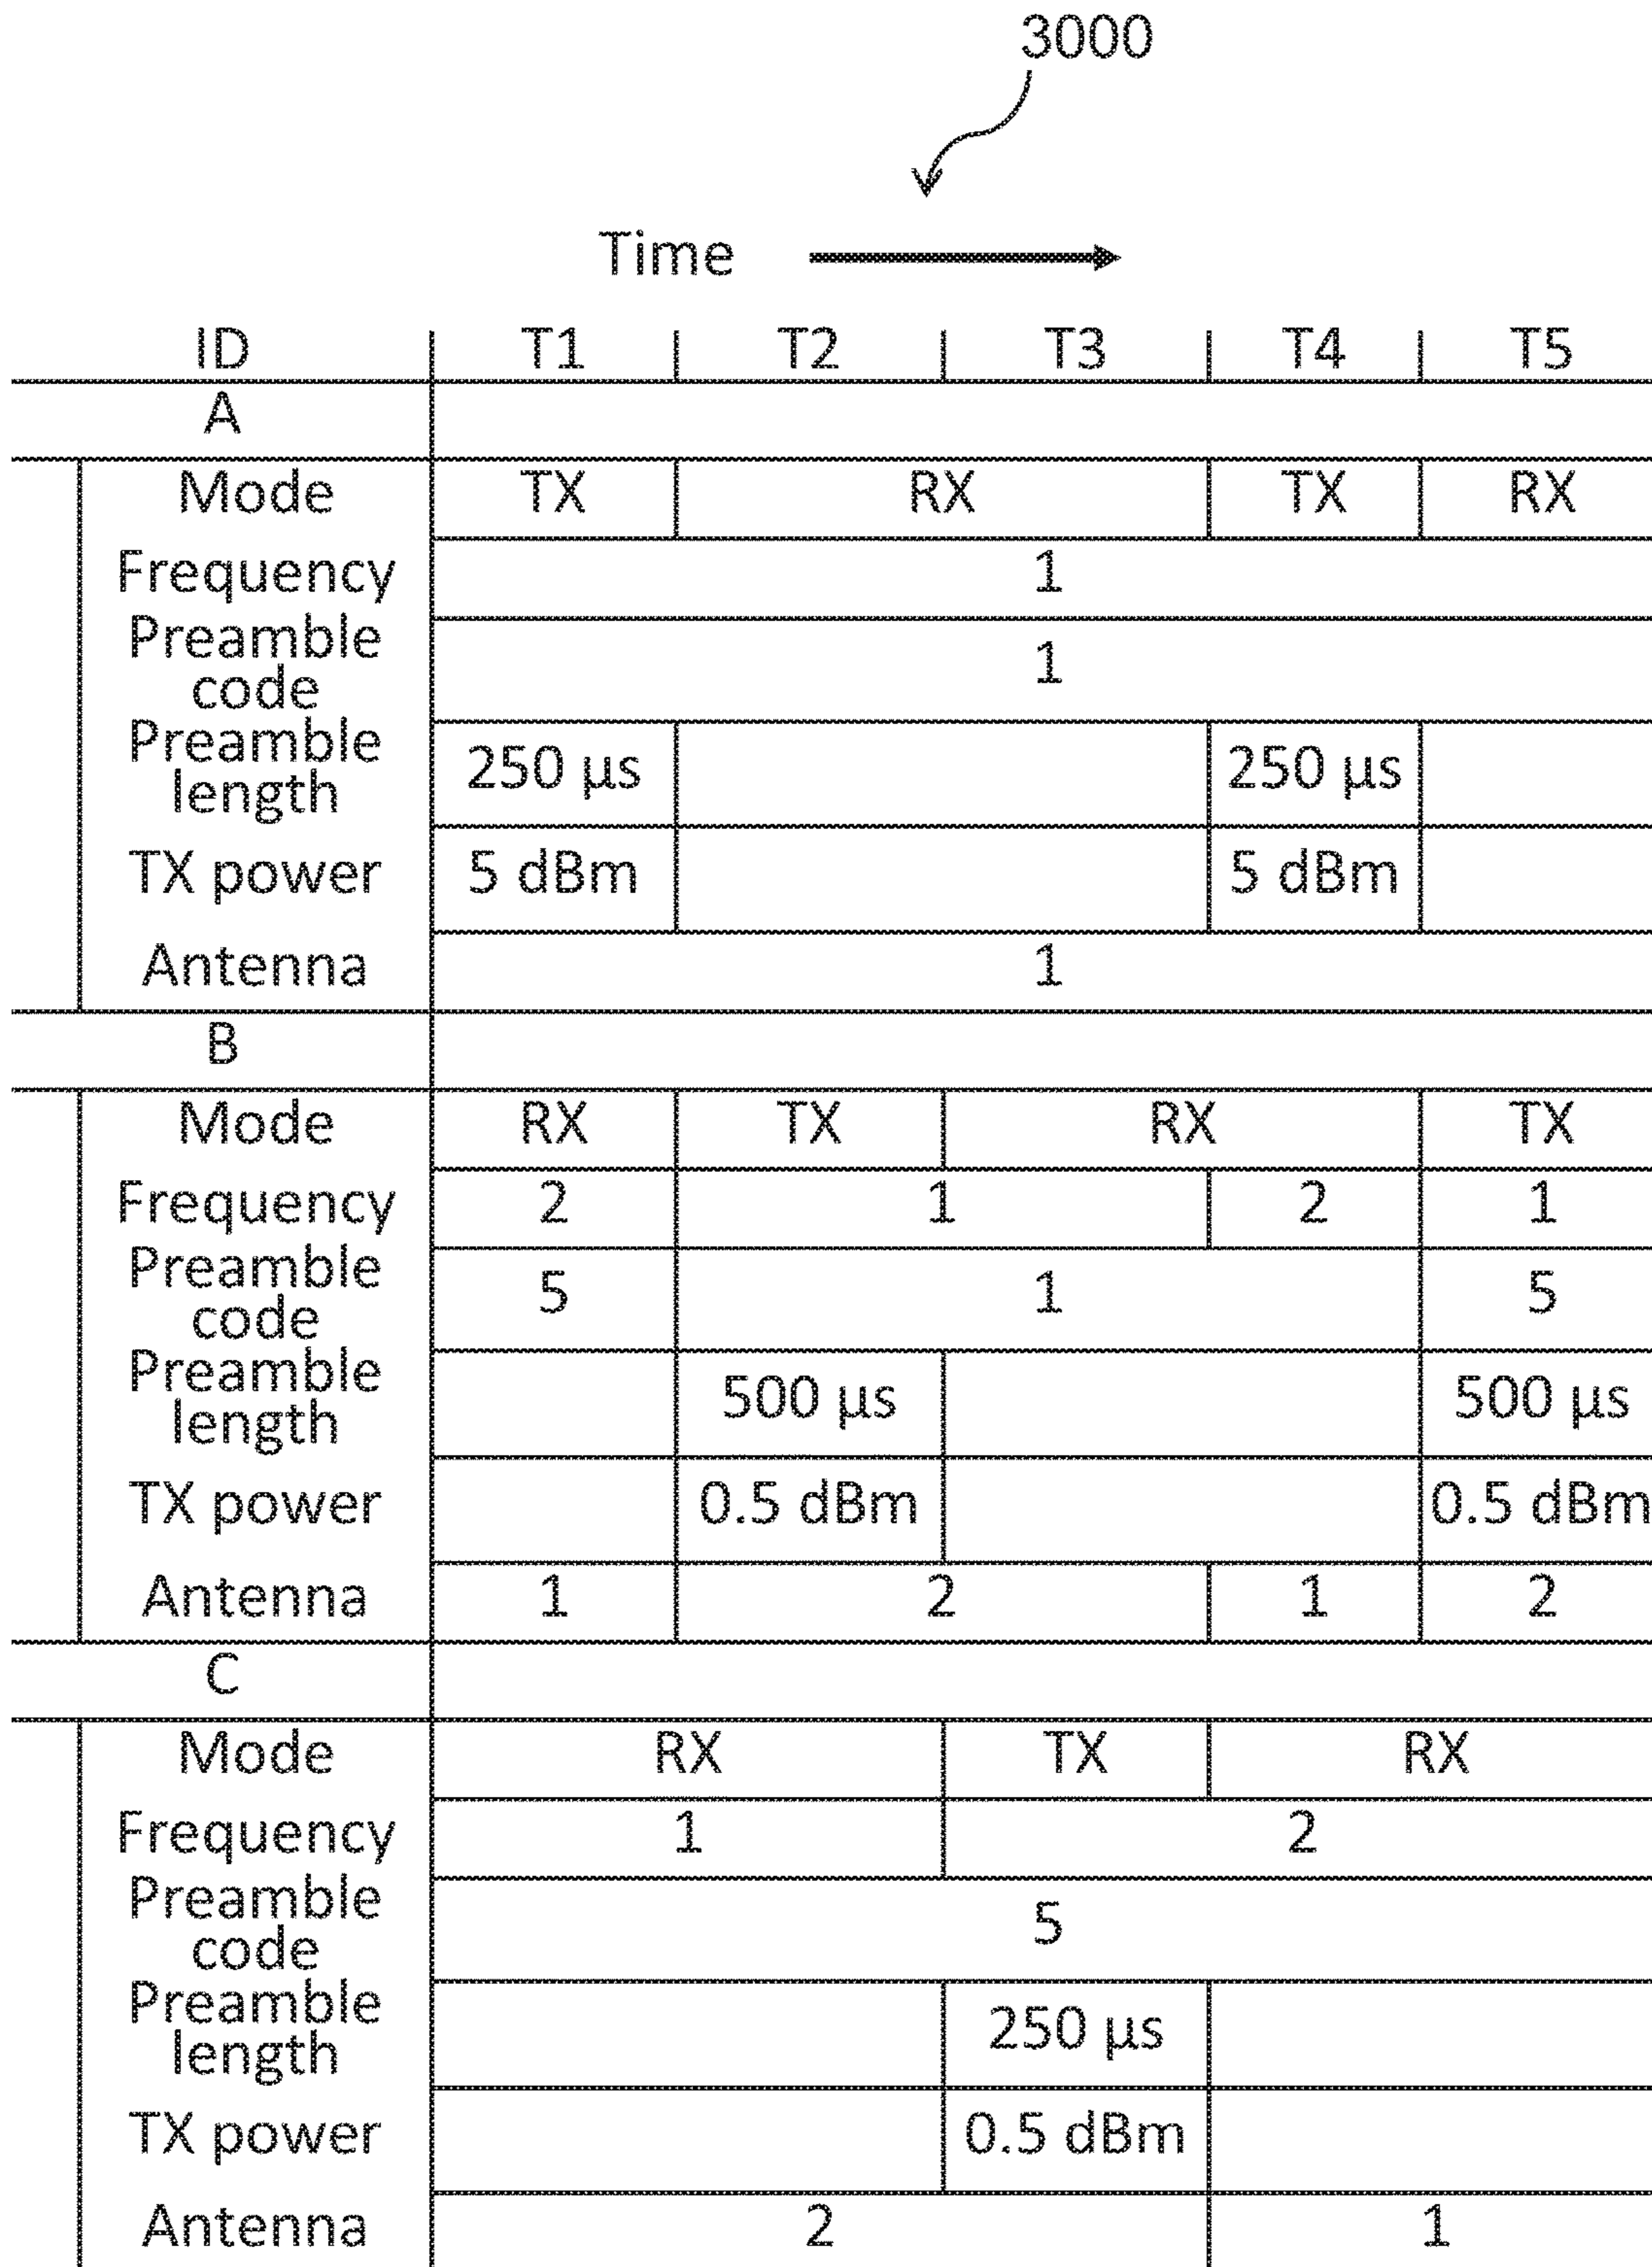 3000
Time
ID T1 T2 T3 T4 T5
A
Mode TX RX TX RX
Frequency 1
Preamble
code 1
Preamble
length 250 µs 250 µs
TX power 5 dBm 5 dBm
Antenna 1
B
Mode RX TX RX TX
Frequency 2 1 2 1
Preamble
code 5 1 5
Preamble
length 500 µs 500 µs
TX power 0.5 dBm 0.5 dBm
Antenna 1 2 1 2
C
Mode RX TX RX
Frequency 1 2
Preamble
code 5
Preamble
length 250 µs
TX power 0.5 dBm
Antenna 2 1